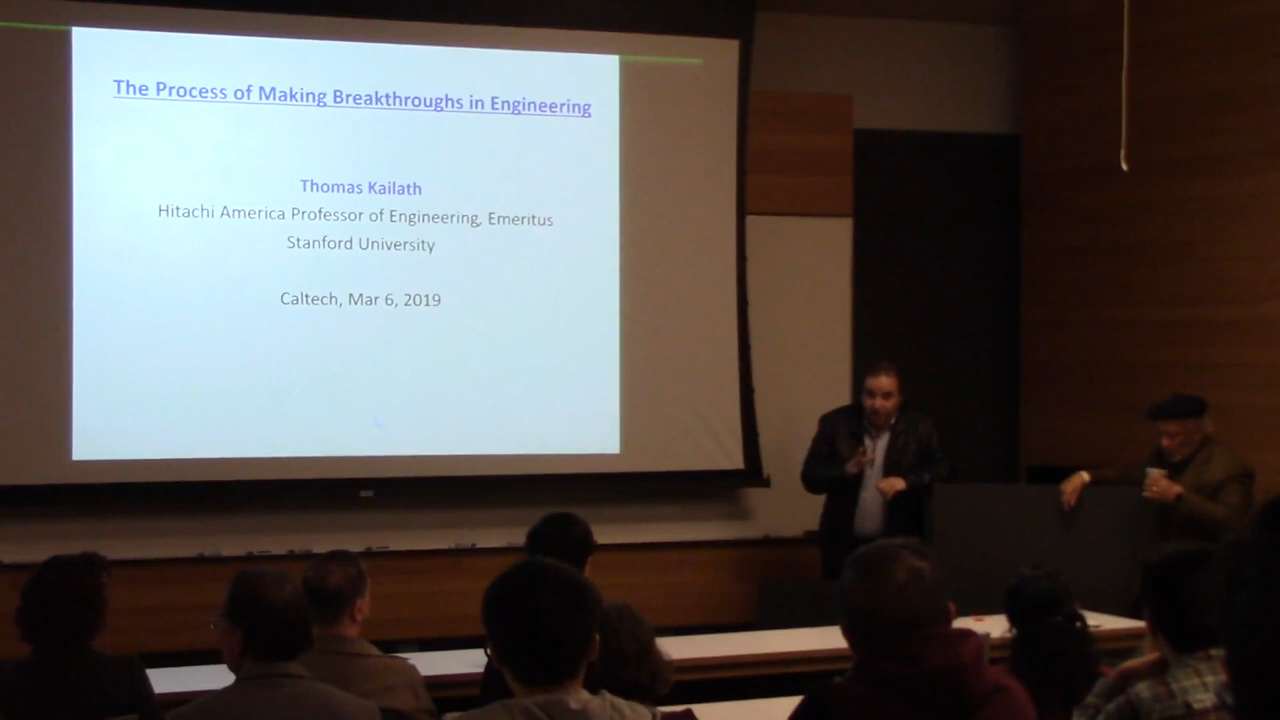 The Process of Making Breakthroughs in Engineering
Thomas Kailath
Hitachi America Professor of Engineering, Emeritus
Stanford University
Caltech, Mar 6, 2019